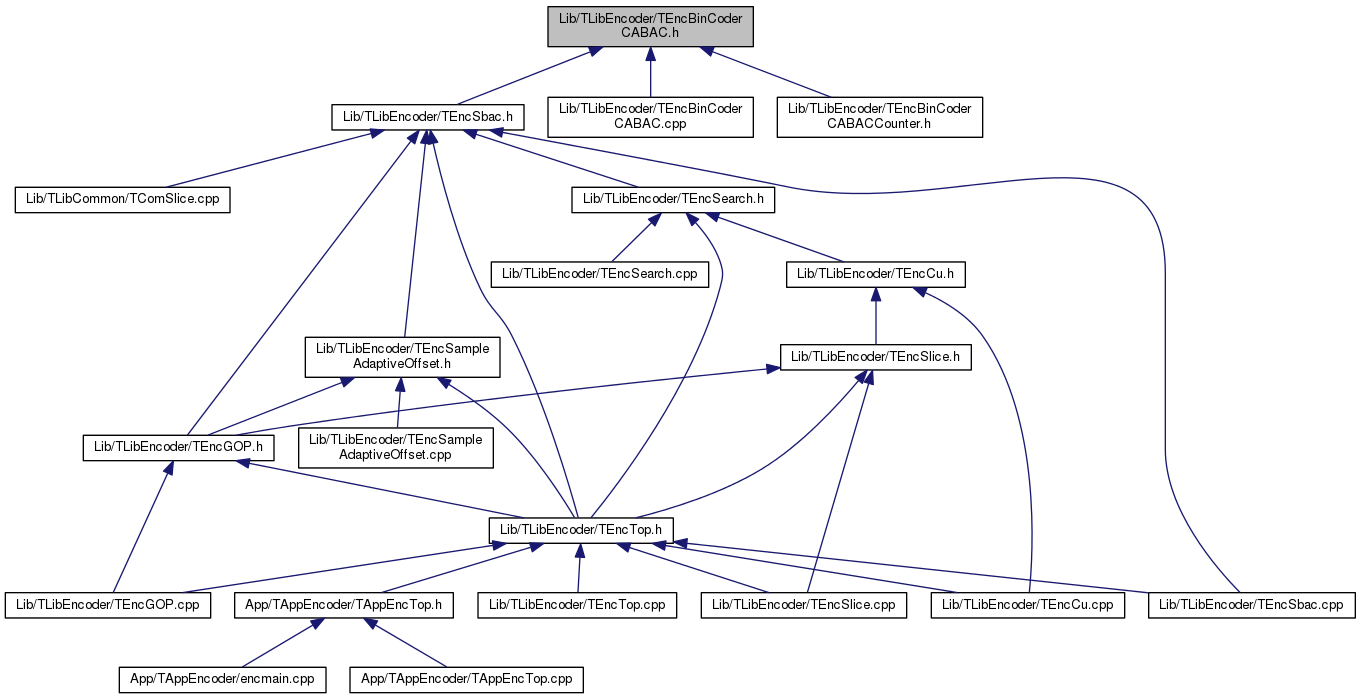 Lib/TLibEncoder/TEncBinCoder
CABAC.h
Lib/TLibEncoder/TEncSbac.h
Lib/TLibEncoder/TEncBinCoder
CABAC.cpp
Lib/TLibEncoder/TEncBinCoder
CABACCounter.h
Lib/TLibCommon/TComSlice.cpp
Lib/TLibEncoder/TEncSearch.h
Lib/TLibEncoder/TEncSearch.cpp
Lib/TLibEncoder/TEncCu.h
Lib/TLibEncoder/TEncSample
AdaptiveOffset.h
Lib/TLibEncoder/TEncSlice.h
Lib/TLibEncoder/TEncGOP.h
Lib/TLibEncoder/TEncSample
AdaptiveOffset.cpp
Lib/TLibEncoder/TEncTop.h
Lib/TLibEncoder/TEncGOP.cpp
App/TAppEncoder/TAppEncTop.h
Lib/TLibEncoder/TEncTop.cpp
Lib/TLibEncoder/TEncSlice.cpp
Lib/TLibEncoder/TEncCu.cpp
Lib/TLibEncoder/TEncSbac.cpp
App/TAppEncoder/encmain.cpp
App/TAppEncoder/TAppEncTop.cpp